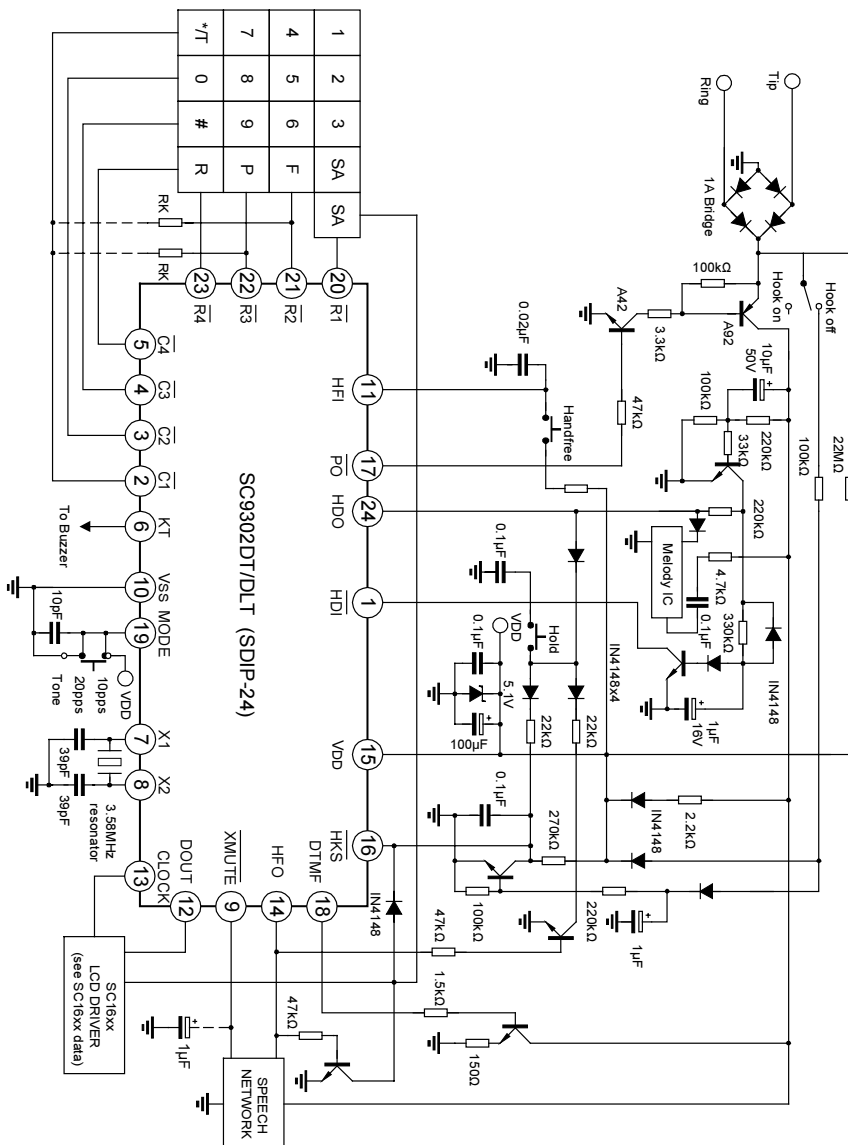 Tip
Ring
1A Bridge
Hook off
Hook on
22MΩ
100kΩ
100kΩ
A92
3.3kΩ
A42
10μF
50V
220kΩ
100kΩ
33kΩ
220kΩ
4.7kΩ
0.1μF
Melody IC
330kΩ
IN4148
1μF
16V
0.02μF
Handfree
47kΩ
0.1μF
Hold
IN4148x4
VDD
0.1μF
5.1V
100μF
22kΩ
22kΩ
2.2kΩ
IN4148
0.1μF
270kΩ
100kΩ
220kΩ
1μF
IN4148
47kΩ
1.5kΩ
150Ω
47kΩ
1 2 3 SA SA
4 5 6 F
7 8 9 P
*/T 0 # R
RK
RK
20 R1
21 R2
22 R3
23 R4
11 HFI
17 PO
24 HDO
1 HDI
15 VDD
16 HKS
SC9302DT/DLT (SDIP-24)
5 C4
4 C3
3 C2
2 C1
6 KT
10 VSS
19 MODE
7 X1
8 X2
13 CLOCK
12 DOUT
9 XMUTE
14 HFO
18 DTMF
To Buzzer
10pF
VDD
10pps
20pps
Tone
39pF
39pF
3.58MHz
resonator
SC16xx
LCD DRIVER
(see SC16xx data)
1μF
SPEECH
NETWORK